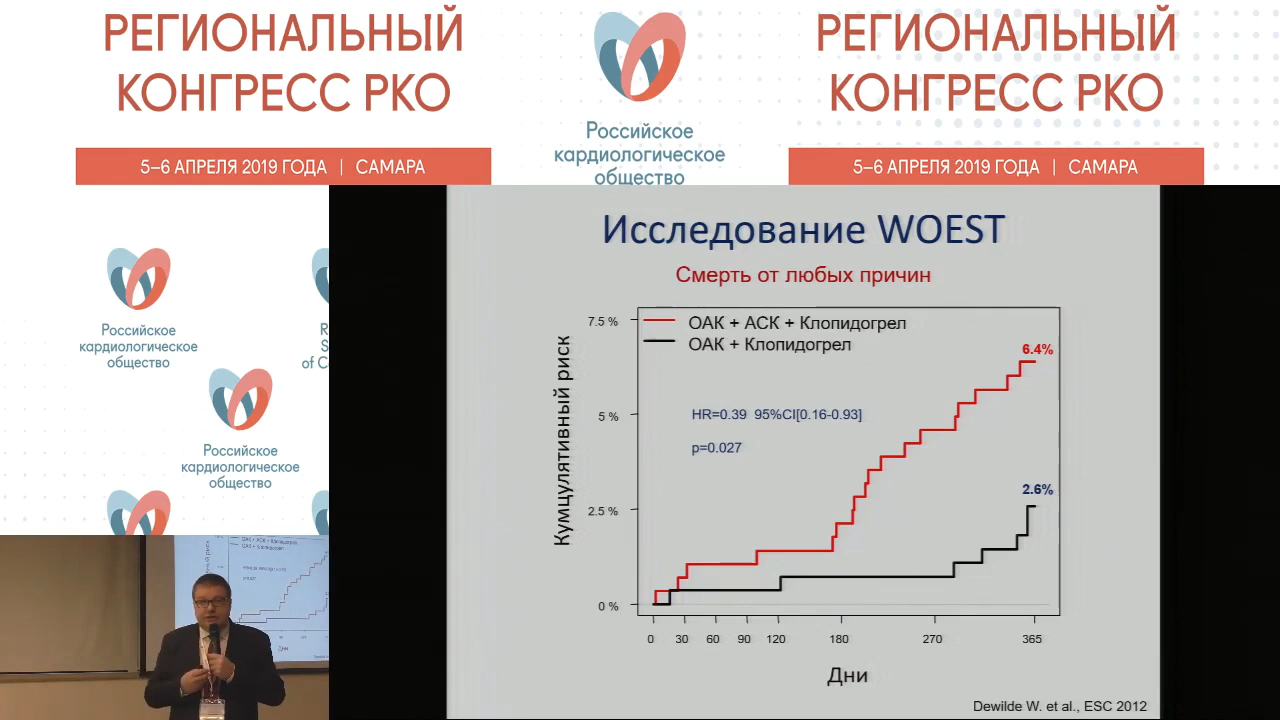 РЕГИОНАЛЬНЫЙ
КОНГРЕСС РКО
5–6 АПРЕЛЯ 2019 ГОДА | САМАРА
Российское
кардиологическое
общество
РЕГИОНАЛЬНЫЙ
КОНГРЕСС РКО
5–6 АПРЕЛЯ 2019 ГОДА | САМАРА
Российское
кардиологическое
общество
R
S
of C
Российское
кардиологическое
общество
Исследование WOEST
Смерть от любых причин
ОАК + АСК + Клопидогрел
ОАК + Клопидогрел
HR=0.39 95%CI[0.16-0.93]
p=0.027
6.4%
2.6%
Кумцулятивный риск
7.5 %
5 %
2.5 %
0 %
0 30 60 90 120 180 270 365
Дни
Dewilde W. et al., ESC 2012